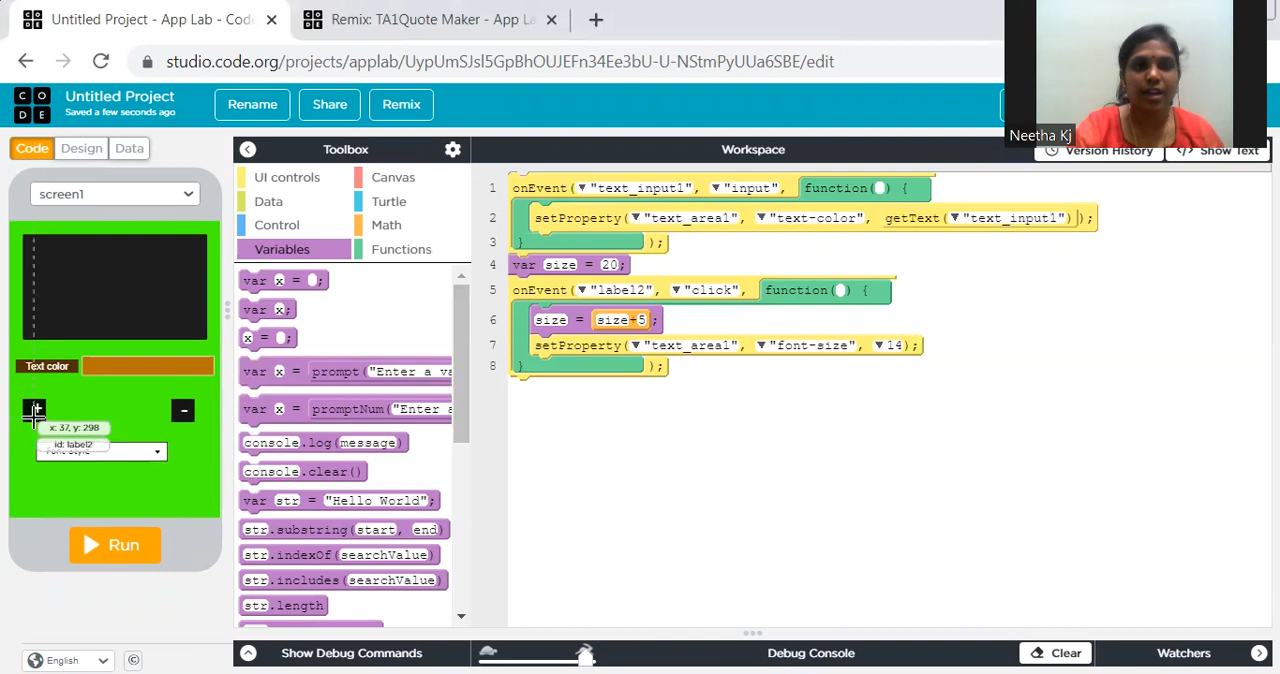 Untitled Project - App Lab - Cod
Remix: TA1Quote Maker - App La
studio.code.org/projects/applab/UypUmSJsl5GpBhOUJEFn34Ee3bU-U-NStmPyUUa6SBE/edit
Neetha Kj
C O
D E
Untitled Project
Saved a few seconds ago
Rename
Share
Remix
Code
Design
Data
Toolbox
Workspace
Version History
Show Text
screen1
Text color
+
-
x: 37, y: 298
id: label2
Font Style
Run
English
UI controls
Canvas
Data
Turtle
Control
Math
Variables
Functions
var x = ;
var x;
x = ;
var x = prompt("Enter a va
var x = promptNum("Enter a
console.log(message)
console.clear()
var str = "Hello World";
str.substring(start, end)
str.indexOf(searchValue)
str.includes(searchValue)
str.length
1 onEvent(▼"text_input1", ▼"input", function( ) {
2 setProperty(▼"text_area1", ▼"text-color", getText(▼"text_input1") );
3 } );
4 var size = 20;
5 onEvent(▼"label2", ▼"click", function( ) {
6 size = size+5;
7 setProperty(▼"text_area1", ▼"font-size", ▼14);
8 } );
Show Debug Commands
Debug Console
Clear
Watchers